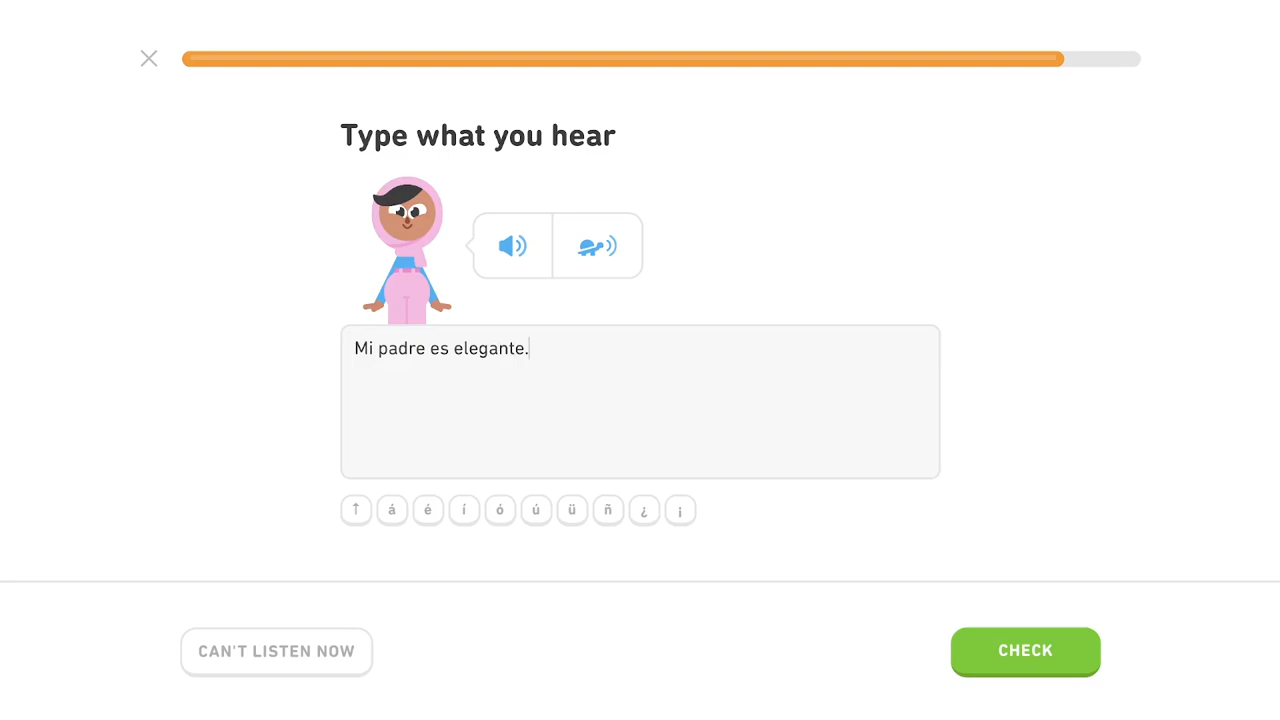 Type what you hear
Mi padre es elegante.
↑ á é í ó ú ü ñ ¿ ¡
CAN'T LISTEN NOW
CHECK